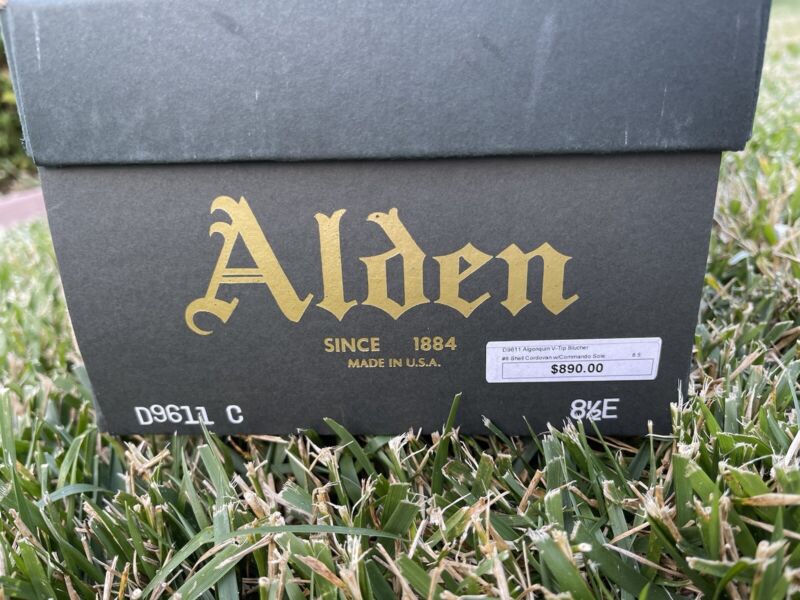 Alden
SINCE 1884
MADE IN U.S.A.
D9611 Algonquin V-Tip Blucher
#8 Shell Cordovan w/Commando Sole 8.5
$890.00
D9611 C 8½E